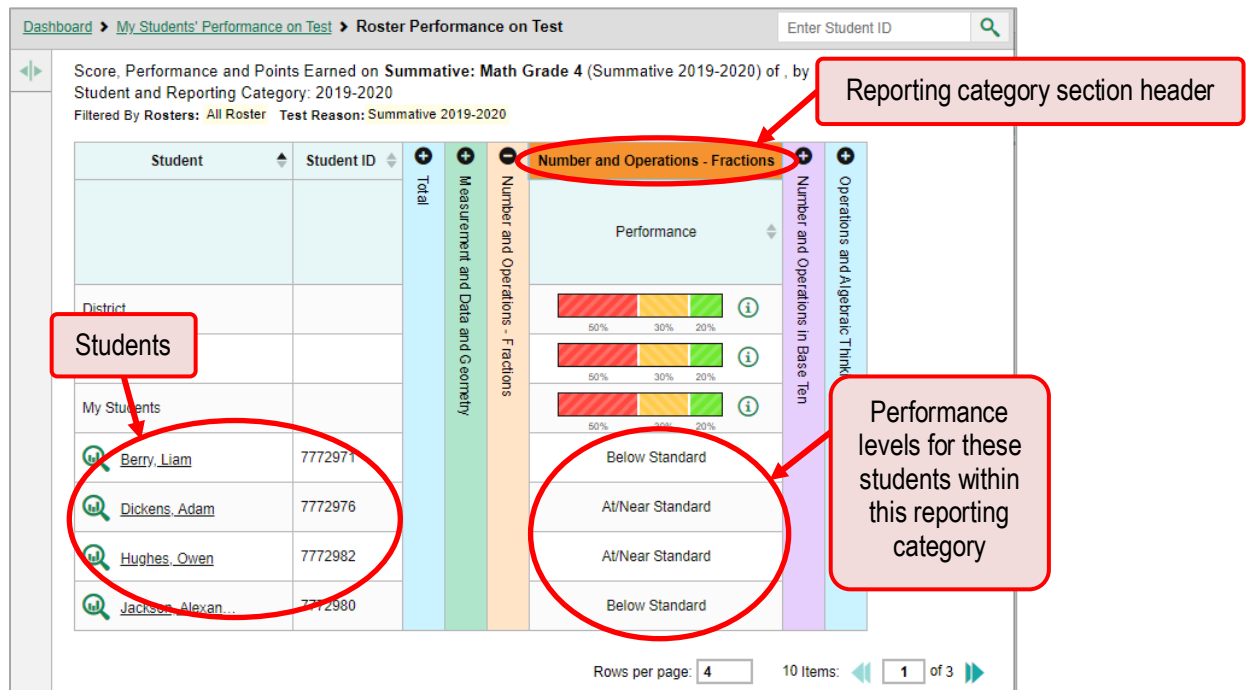 Dashboard > My Students' Performance on Test > Roster Performance on Test
Enter Student ID
Score, Performance and Points Earned on Summative: Math Grade 4 (Summative 2019-2020) of , by
Student and Reporting Category: 2019-2020
Filtered By Rosters: All Roster Test Reason: Summative 2019-2020
Reporting category section header
Student
Student ID
Total
Measurement and Data and Geometry
Number and Operations - Fractions
Number and Operations - Fractions
Performance
Number and Operations in Base Ten
Operations and Algebraic
District
50% 30% 20%
Students
50% 30% 20%
My Students
50% 30% 20%
Berry, Liam 7772971 Below Standard
Dickens, Adam 7772976 At/Near Standard
Hughes, Owen 7772982 At/Near Standard
Jackson, Alexan... 7772980 Below Standard
Performance
levels for these
students within
this reporting
category
Rows per page: 4 10 Items: 1 of 3